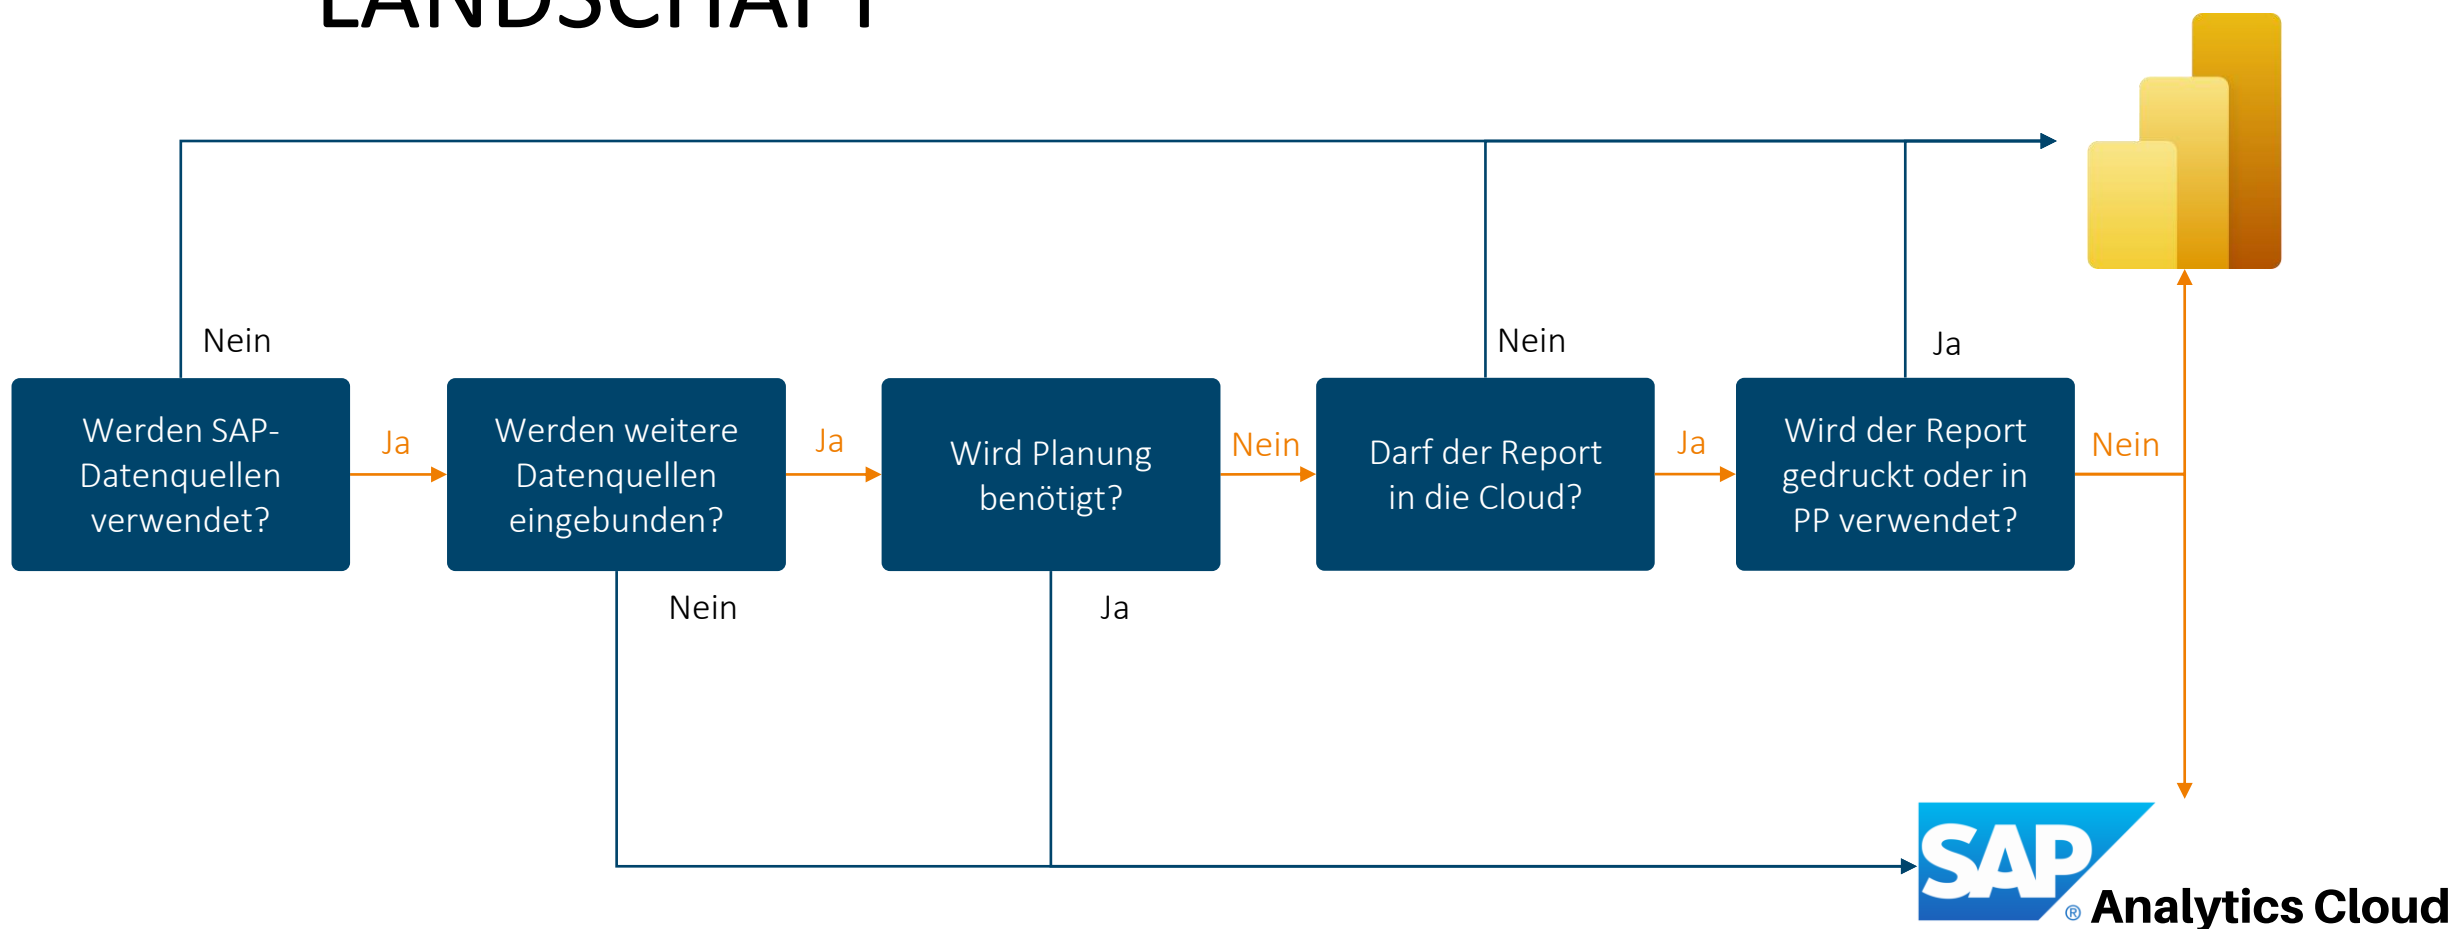 LANDSCHAFT
Nein
Nein
Ja
Werden SAP-
Datenquellen
verwendet?
Ja
Werden weitere
Datenquellen
eingebunden?
Ja
Wird Planung
benötigt?
Nein
Darf der Report
in die Cloud?
Ja
Wird der Report
gedruckt oder in
PP verwendet?
Nein
Nein
Ja
SAP
® Analytics Cloud